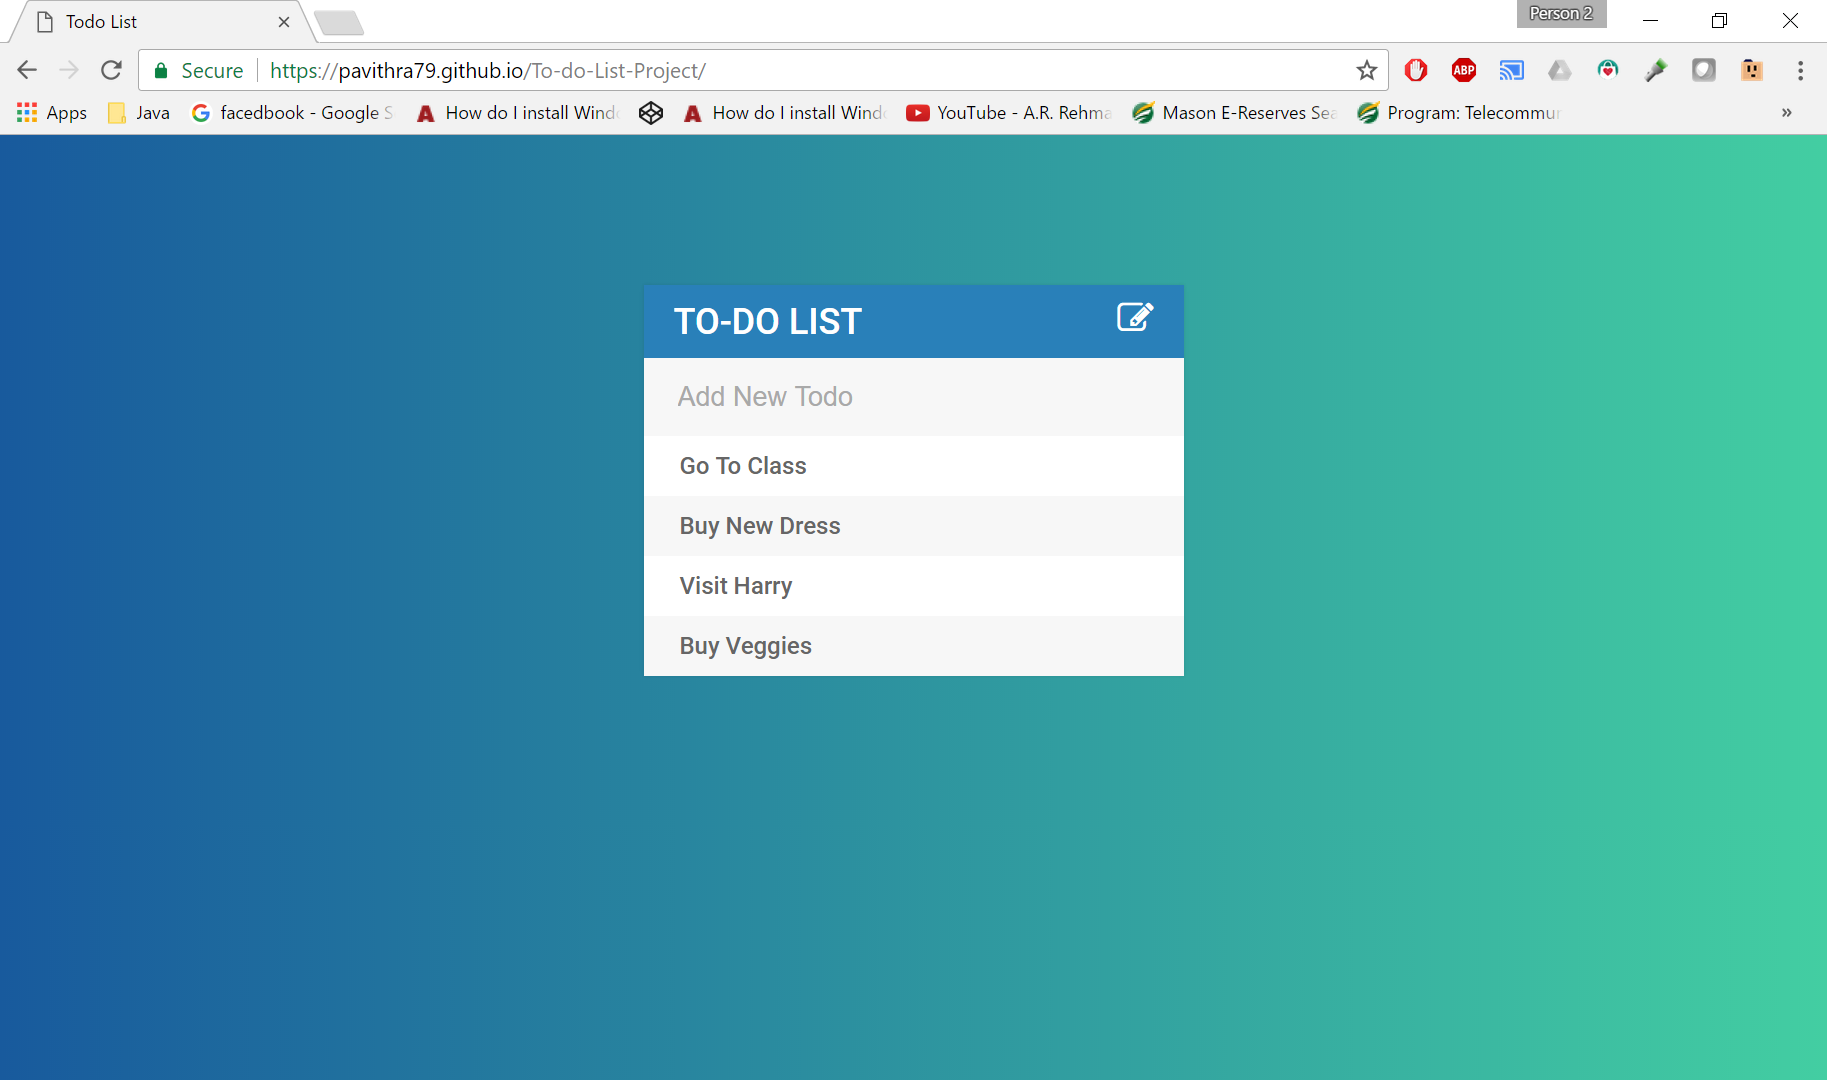 Todo List
Person 2
Secure
https://pavithra79.github.io/To-do-List-Project/
ABP
Apps
Java
facedbook - Google S
How do I install Wind
How do I install Wind
YouTube - A.R. Rehma
Mason E-Reserves Sea
Program: Telecommu
»
TO-DO LIST
Add New Todo
Go To Class
Buy New Dress
Visit Harry
Buy Veggies